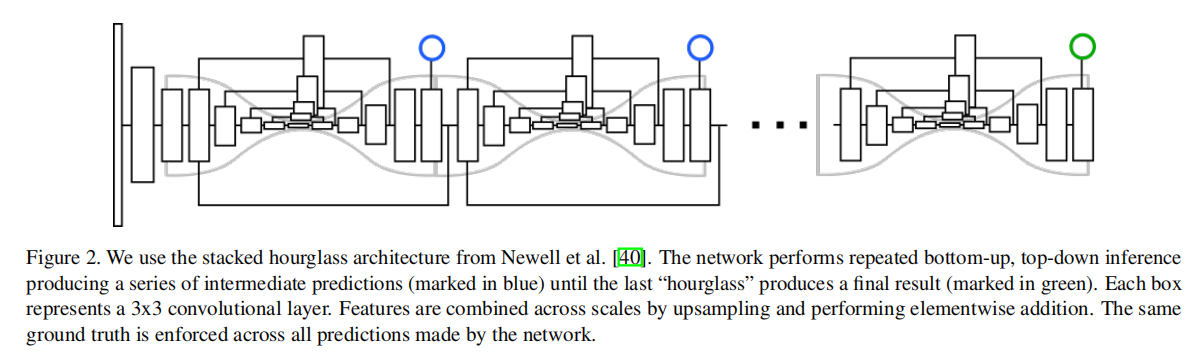 Figure 2. We use the stacked hourglass architecture from Newell et al. [40]. The network performs repeated bottom-up, top-down inference
producing a series of intermediate predictions (marked in blue) until the last “hourglass” produces a final result (marked in green). Each box
represents a 3x3 convolutional layer. Features are combined across scales by upsampling and performing elementwise addition. The same
ground truth is enforced across all predictions made by the network.